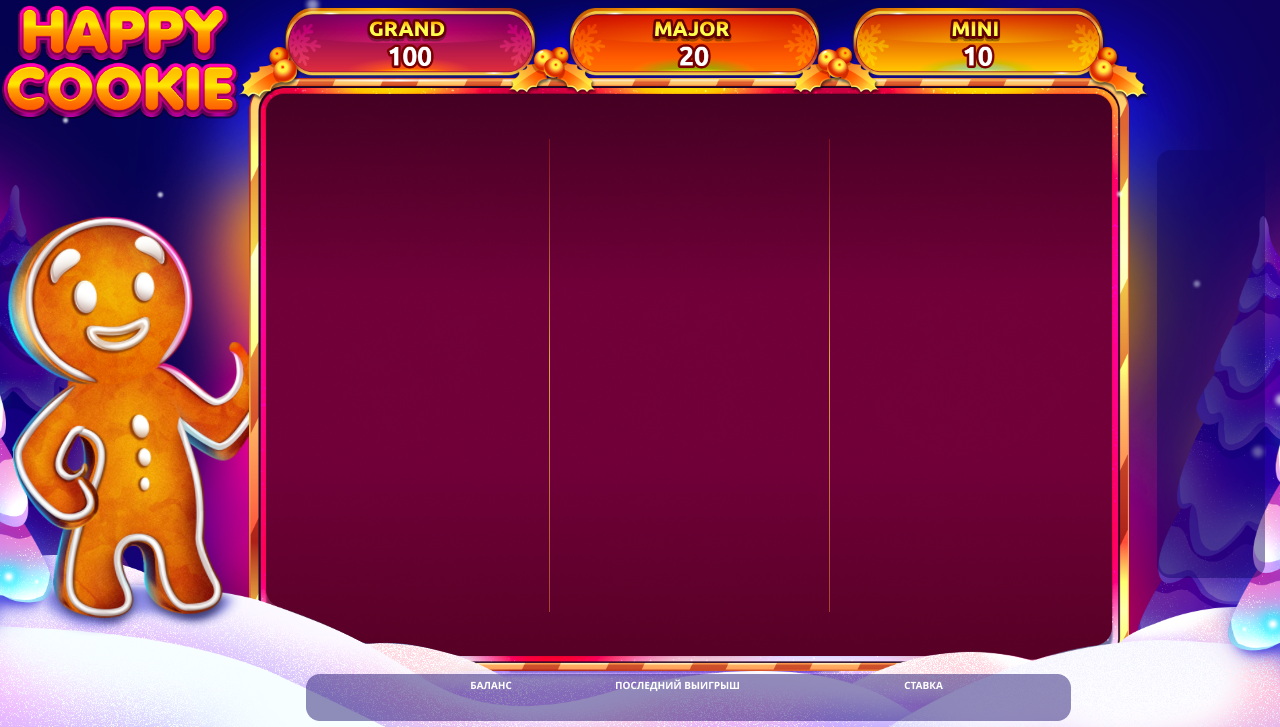 HAPPY
COOKIE
GRAND
100
MAJOR
20
MINI
10
БАЛАНС
ПОСЛЕДНИЙ ВЫИГРЫШ
СТАВКА